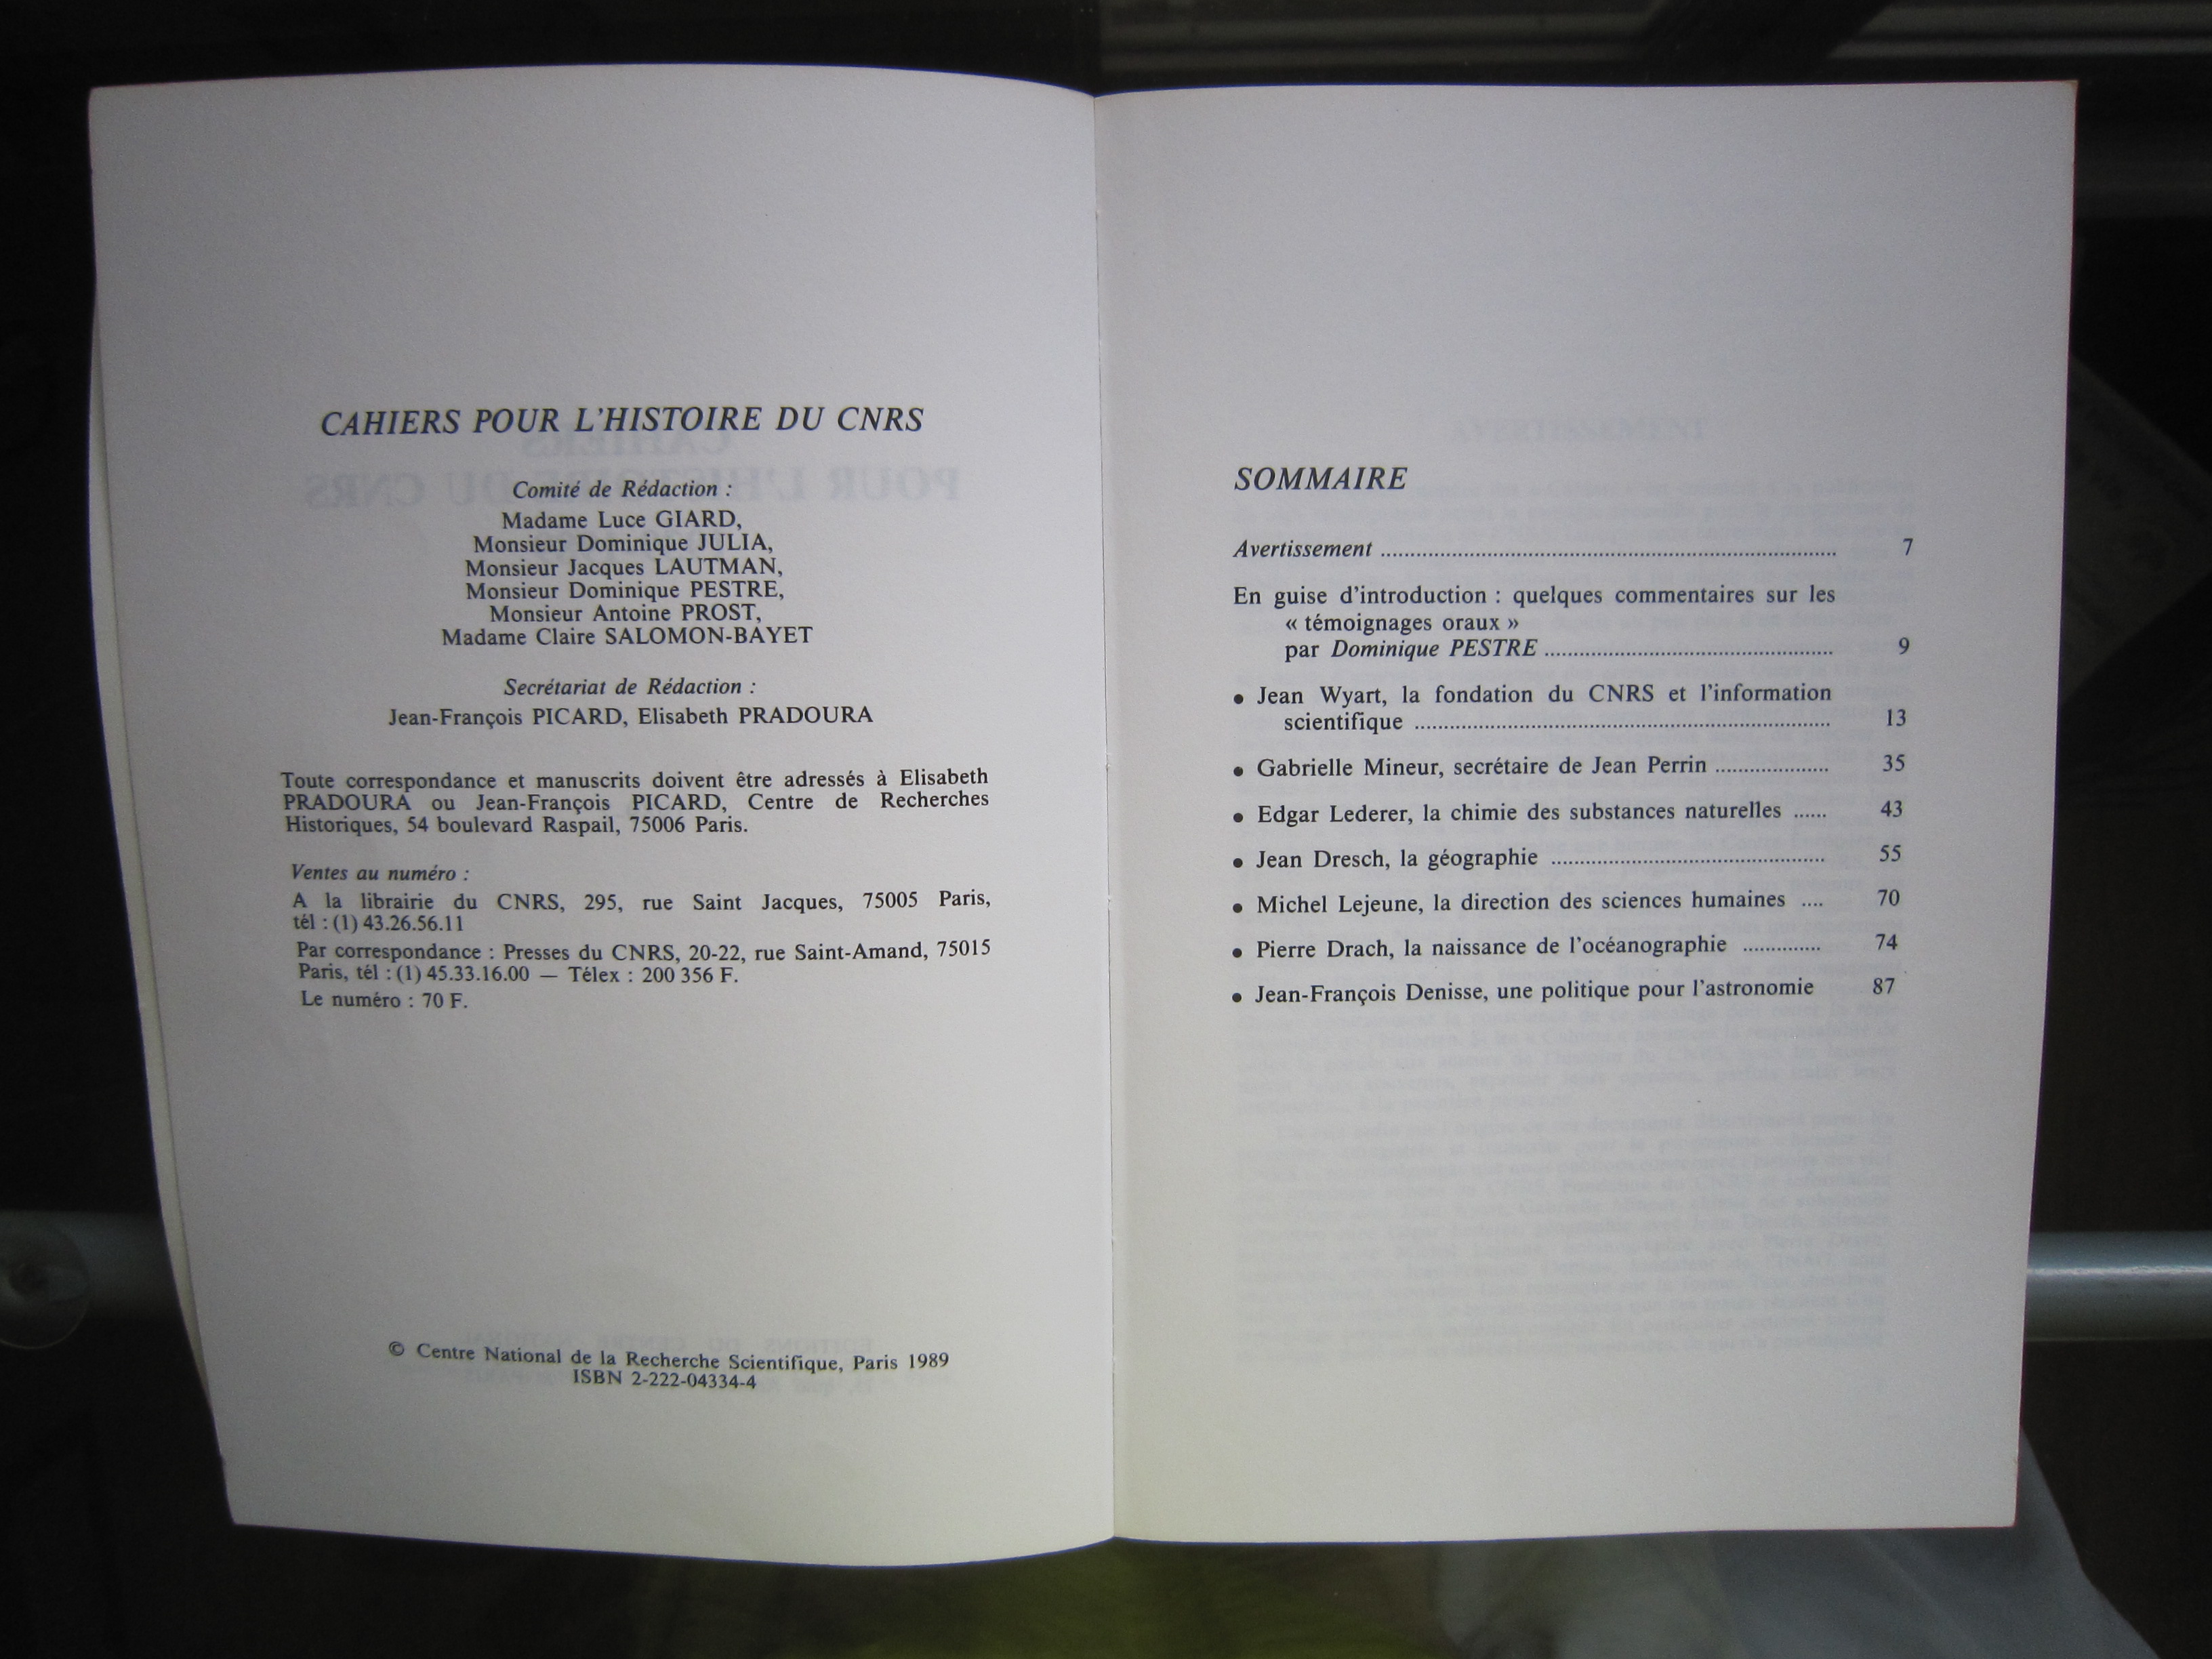 CAHIERS POUR L'HISTOIRE DU CNRS
Comité de Rédaction :
Madame Luce GIARD,
Monsieur Dominique JULIA,
Monsieur Jacques LAUTMAN,
Monsieur Dominique PESTRE,
Monsieur Antoine PROST,
Madame Claire SALOMON-BAYET
Secrétariat de Rédaction :
Jean-François PICARD, Elisabeth PRADOURA
Toute correspondance et manuscrits doivent être adressés à Elisabeth
PRADOURA ou Jean-François PICARD, Centre de Recherches
Historiques, 54 boulevard Raspail, 75006 Paris.
Ventes au numéro :
A la librairie du CNRS, 295, rue Saint Jacques, 75005 Paris,
tél : (1) 43.26.56.11
Par correspondance : Presses du CNRS, 20-22, rue Saint-Amand, 75015
Paris, tél : (1) 45.33.16.00 — Télex : 200 356 F.
Le numéro : 70 F.
© Centre National de la Recherche Scientifique, Paris 1989
ISBN 2-222-04334-4
SOMMAIRE
Avertissement ........................................ 7
En guise d'introduction : quelques commentaires sur les
« témoignages oraux »
par Dominique PESTRE ........................................ 9
• Jean Wyart, la fondation du CNRS et l'information
scientifique ........................................ 13
• Gabrielle Mineur, secrétaire de Jean Perrin .................... 35
• Edgar Lederer, la chimie des substances naturelles ...... 43
• Jean Dresch, la géographie ........................................ 55
• Michel Lejeune, la direction des sciences humaines .... 70
• Pierre Drach, la naissance de l'océanographie .............. 74
• Jean-François Denisse, une politique pour l'astronomie 87